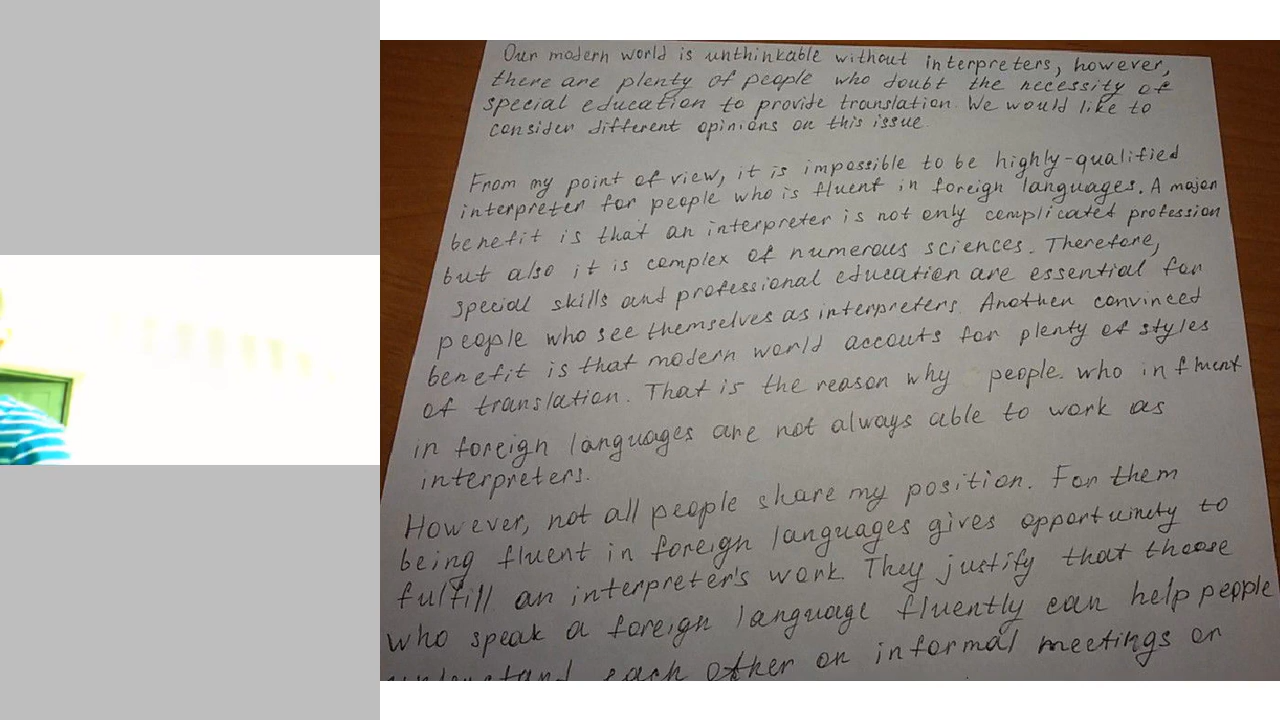 Our modern world is unthinkable without interpreters, however,
there are plenty of people who doubt the necessity of
special education to provide translation. We would like to
consider different opinions on this issue.
From my point of view, it is impossible to be highly-qualified
interpreter for people who is fluent in foreign languages. A major
benefit is that an interpreter is not only complicated profession
but also it is complex of numerous sciences. Therefore,
special skills and professional education are essential for
people who see themselves as interpreters. Another convinced
benefit is that modern world accouts for plenty of styles
of translation. That is the reason why people who in fluent
in foreign languages are not always able to work as
interpreters.
However, not all people share my position. For them
being fluent in foreign languages gives opportuinety to
fulfill an interpreter's work. They justify that thoose
who speak a foreign language fluently can help people
understand each other on informal meetings or